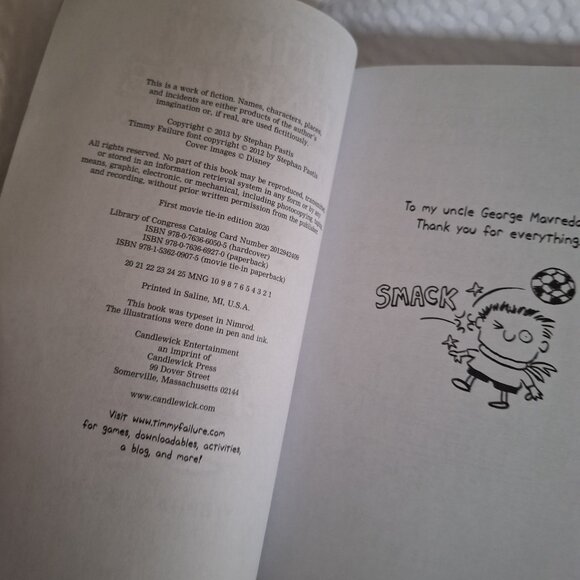 This is a work of fiction. Names, characters, places,
and incidents are either products of the author's
imagination or, if real, are used fictitiously.
Copyright © 2013 by Stephan Pastis
Timmy Failure font copyright © 2012 by Stephan Pastis
Cover images © Disney
All rights reserved. No part of this book may be reproduced, transmitted,
or stored in an information retrieval system in any form or by any
means, graphic, electronic, or mechanical, including photocopying, taping,
and recording, without prior written permission from the publisher.
First movie tie-in edition 2020
Library of Congress Catalog Card Number 2012942409
ISBN 978-0-7636-6050-5 (hardcover)
ISBN 978-0-7636-6927-0 (paperback)
ISBN 978-1-5362-0907-5 (movie tie-in paperback)
20 21 22 23 24 25 MNG 10 9 8 7 6 5 4 3 2 1
Printed in Saline, MI, U.S.A.
This book was typeset in Nimrod.
The illustrations were done in pen and ink.
Candlewick Entertainment
an imprint of
Candlewick Press
99 Dover Street
Somerville, Massachusetts 02144
www.candlewick.com
Visit www.timmyfailure.com
for games, downloadables, activities,
a blog, and more!
To my uncle George Mavreda
Thank you for everything
SMACK